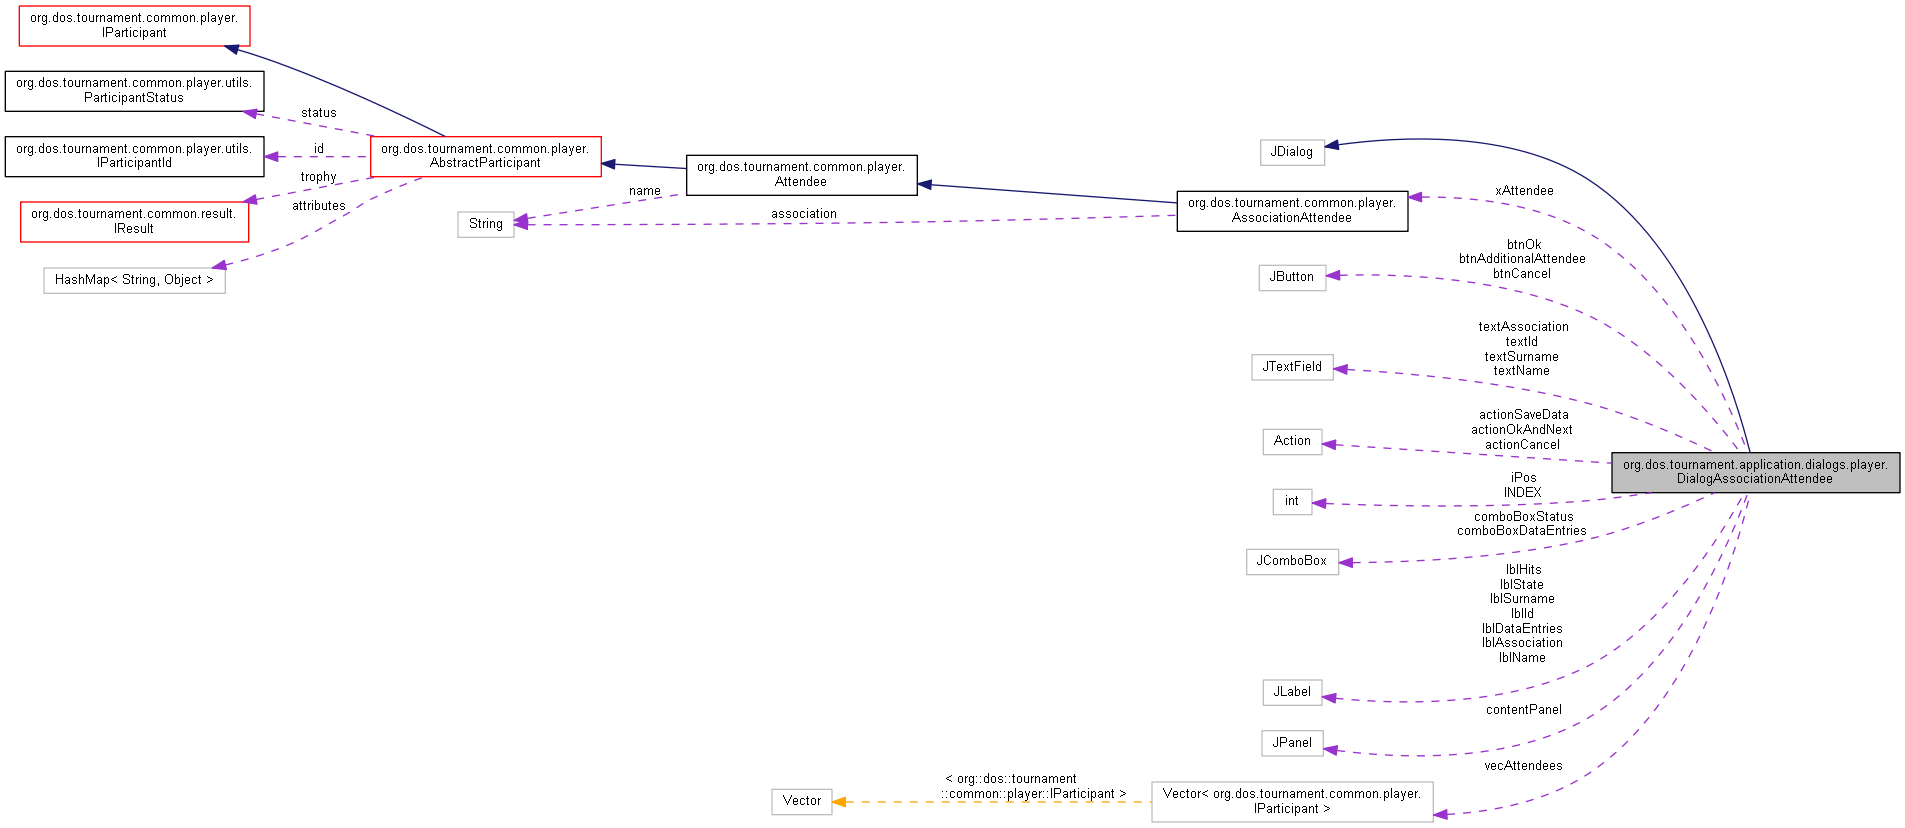 org.dos.tournament.common.player.
IParticipant
org.dos.tournament.common.player.utils.
ParticipantStatus
status
org.dos.tournament.common.player.utils.
IParticipantId
id
trophy
org.dos.tournament.common.result.
IResult
attributes
HashMap< String, Object >
org.dos.tournament.common.player.
AbstractParticipant
name
String
org.dos.tournament.common.player.
Attendee
association
org.dos.tournament.common.player.
AssociationAttendee
JDialog
xAttendee
btnOk
btnAdditionalAttendee
btnCancel
JButton
textAssociation
textId
textSurname
textName
JTextField
actionSaveData
actionOkAndNext
actionCancel
Action
org.dos.tournament.application.dialogs.player.
DialogAssociationAttendee
iPos
INDEX
int
comboBoxStatus
comboBoxDataEntries
JComboBox
lblHits
lblState
lblSurname
lblId
lblDataEntries
lblAssociation
lblName
JLabel
contentPanel
JPanel
vecAttendees
Vector< org.dos.tournament.common.player.
IParticipant >
< org::dos::tournament
::common::player::IParticipant >
Vector